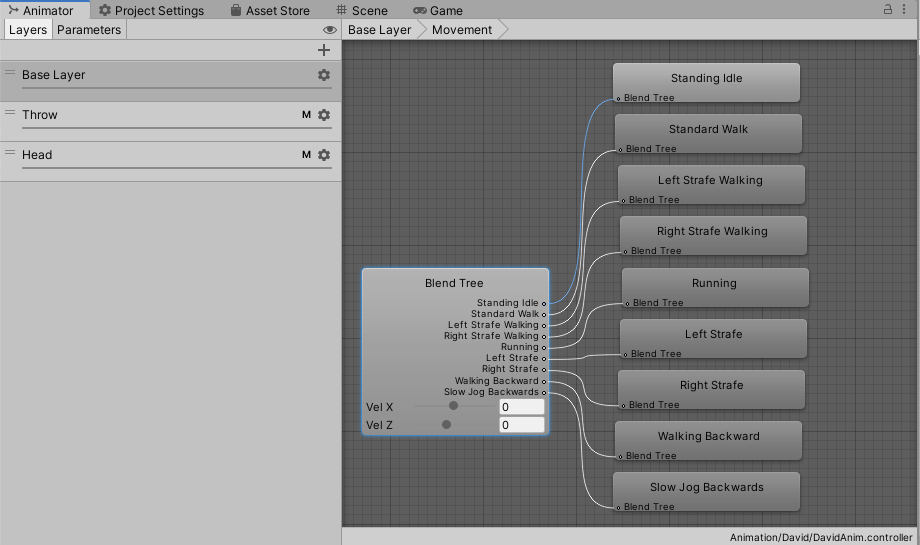 Animator Project Settings Asset Store Scene Game
Layers Parameters
Base Layer Movement
Base Layer
Throw M
Head M
Blend Tree
Standing Idle
Standard Walk
Left Strafe Walking
Right Strafe Walking
Running
Left Strafe
Right Strafe
Walking Backward
Slow Jog Backwards
Vel X 0
Vel Z 0
Standing Idle
Blend Tree
Standard Walk
Blend Tree
Left Strafe Walking
Blend Tree
Right Strafe Walking
Blend Tree
Running
Blend Tree
Left Strafe
Blend Tree
Right Strafe
Blend Tree
Walking Backward
Blend Tree
Slow Jog Backwards
Blend Tree
Animation/David/DavidAnim.controller